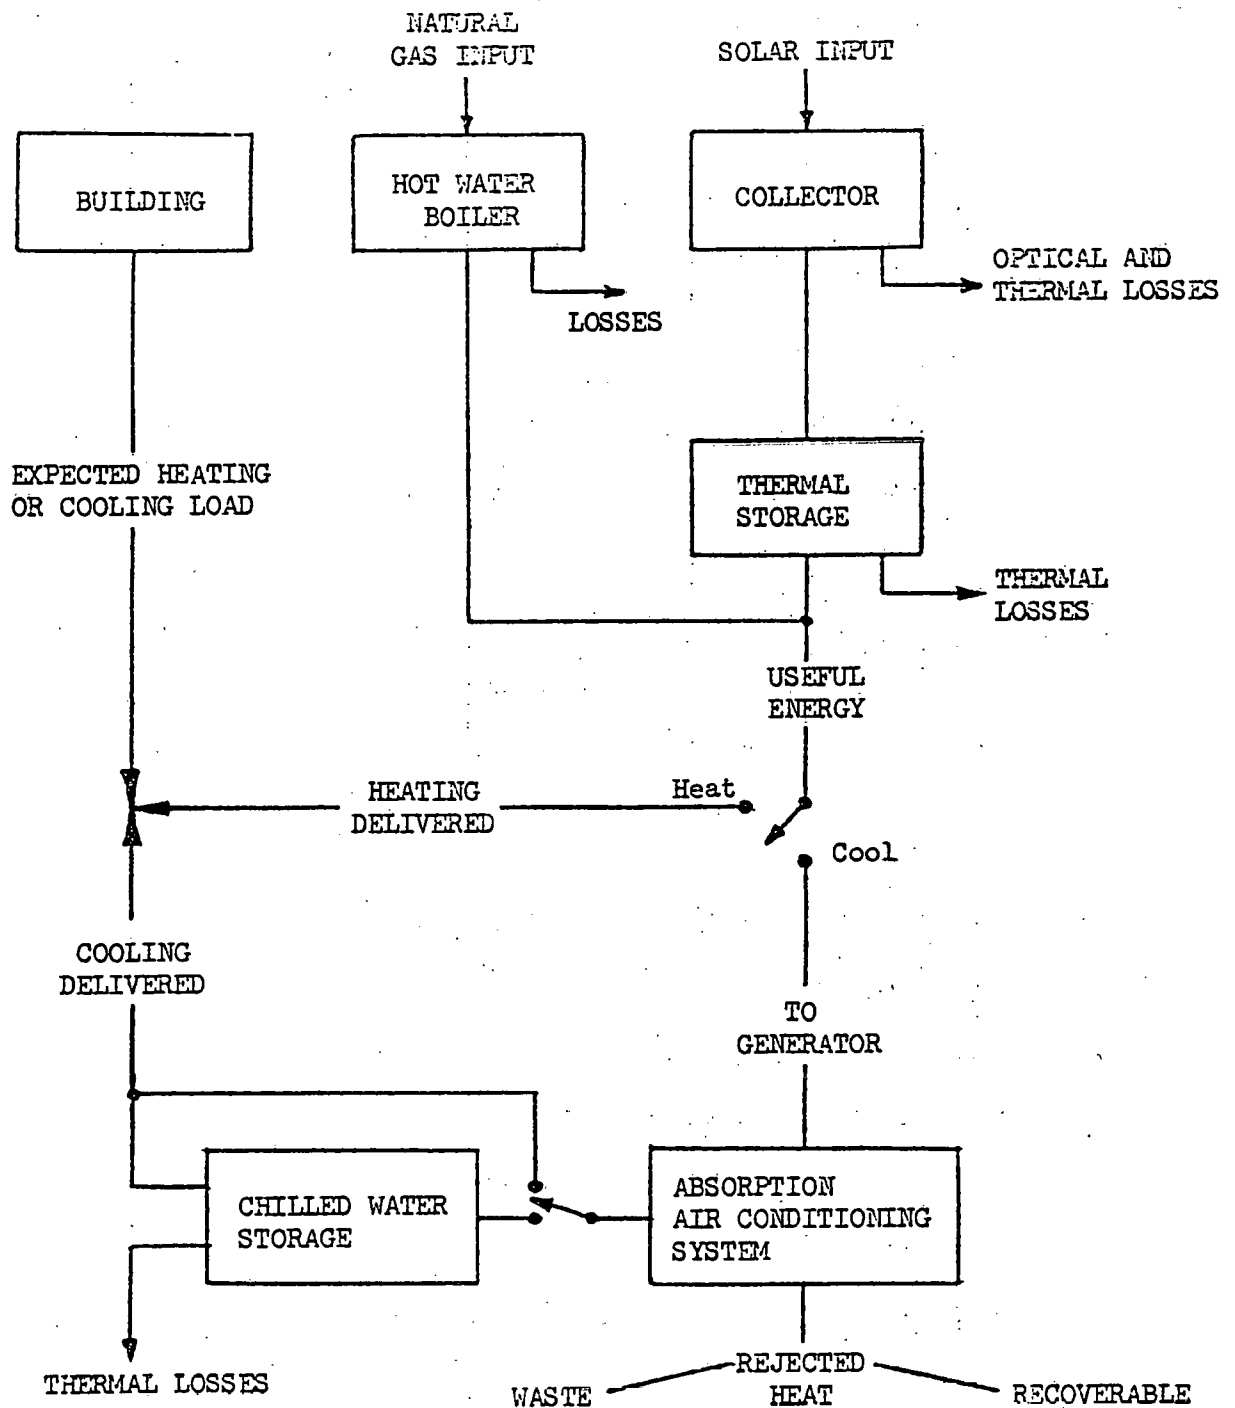 NATURAL
GAS INPUT
SOLAR INPUT
BUILDING
HOT WATER
BOILER
COLLECTOR
LOSSES
OPTICAL AND
THERMAL LOSSES
EXPECTED HEATING
OR COOLING LOAD
THERMAL
STORAGE
THERMAL
LOSSES
USEFUL
ENERGY
HEATING
DELIVERED
Heat
Cool
COOLING
DELIVERED
TO
GENERATOR
CHILLED WATER
STORAGE
ABSORPTION
AIR CONDITIONING
SYSTEM
THERMAL LOSSES
WASTE
REJECTED
HEAT
RECOVERABLE